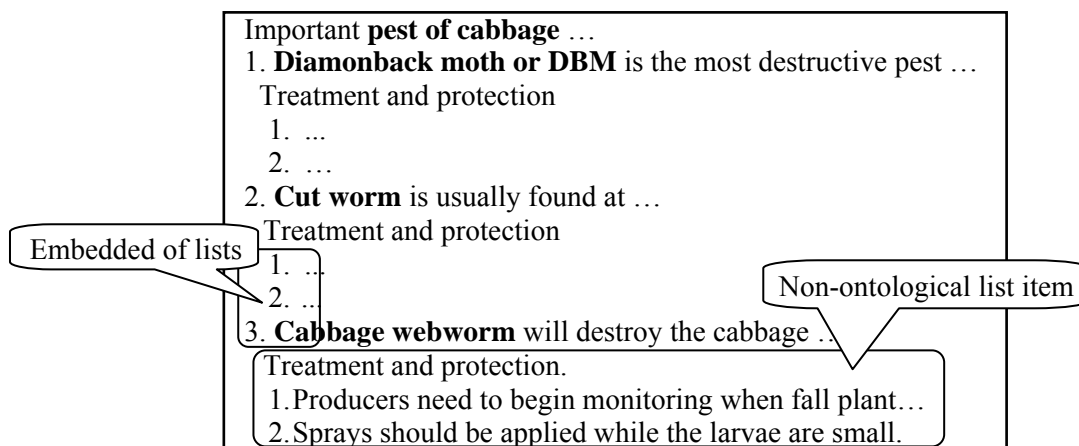 Important pest of cabbage …
1. Diamonback moth or DBM is the most destructive pest …
Treatment and protection
1. ...
2. …
2. Cut worm is usually found at …
Treatment and protection
Embedded of lists
1. ...
2. ...
Non-ontological list item
3. Cabbage webworm will destroy the cabbage …
Treatment and protection.
1.Producers need to begin monitoring when fall plant…
2.Sprays should be applied while the larvae are small.